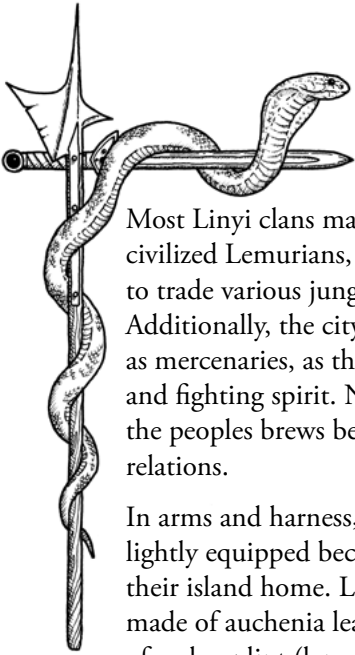 Most Linyi clans ma
civilized Lemurians,
to trade various jung
Additionally, the city
as mercenaries, as th
and fighting spirit. N
the peoples brews be
relations.
In arms and harness,
lightly equipped bec
their island home. L
made of auchenia lea